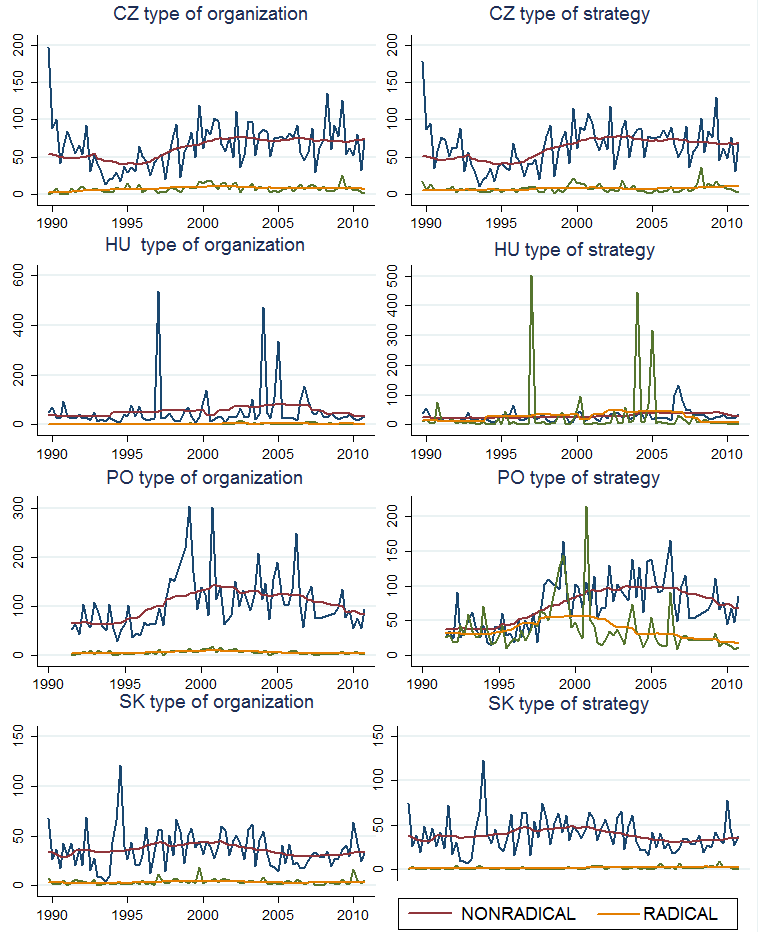 CZ type of organization
CZ type of strategy
200
150
100
50
0
1990 1995 2000 2005 2010
200
150
100
50
0
1990 1995 2000 2005 2010
HU type of organization
HU type of strategy
600
400
200
0
1990 1995 2000 2005 2010
500
400
300
200
100
0
1990 1995 2000 2005 2010
PO type of organization
PO type of strategy
300
200
100
0
1990 1995 2000 2005 2010
200
150
100
50
0
1990 1995 2000 2005 2010
SK type of organization
SK type of strategy
150
100
50
0
1990 1995 2000 2005 2010
150
100
50
0
NONRADICAL RADICAL